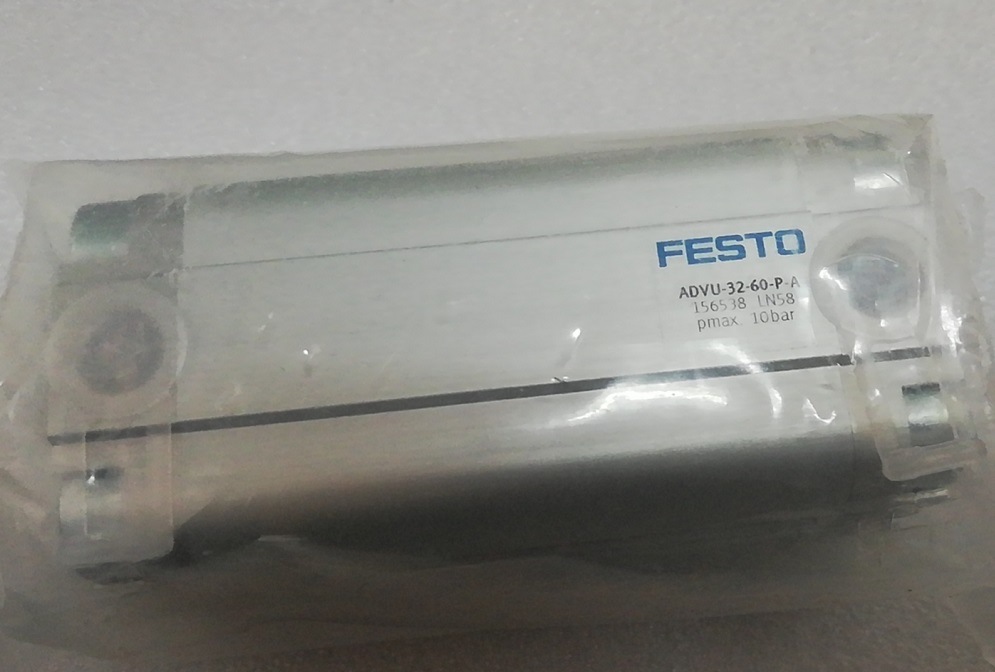 FESTO
ADVU-32-60-P-A
156538 LN58
pmax 10bar